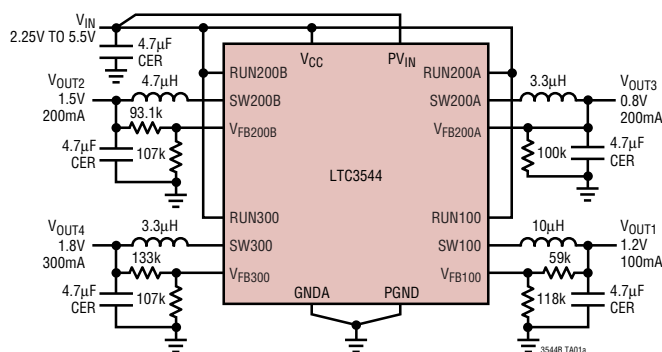 VIN
2.25V TO 5.5V
4.7µF
CER
VCC
PVIN
RUN200B
RUN200A
VOUT2
1.5V
200mA
4.7µH
SW200B
SW200A
3.3µH
VOUT3
0.8V
200mA
93.1k
VFB200B
VFB200A
4.7µF
CER
107k
100k
4.7µF
CER
LTC3544
RUN300
RUN100
VOUT4
1.8V
300mA
3.3µH
SW300
SW100
10µH
VOUT1
1.2V
100mA
133k
VFB300
VFB100
59k
4.7µF
CER
107k
118k
4.7µF
CER
GNDA
PGND
3544B TA01a